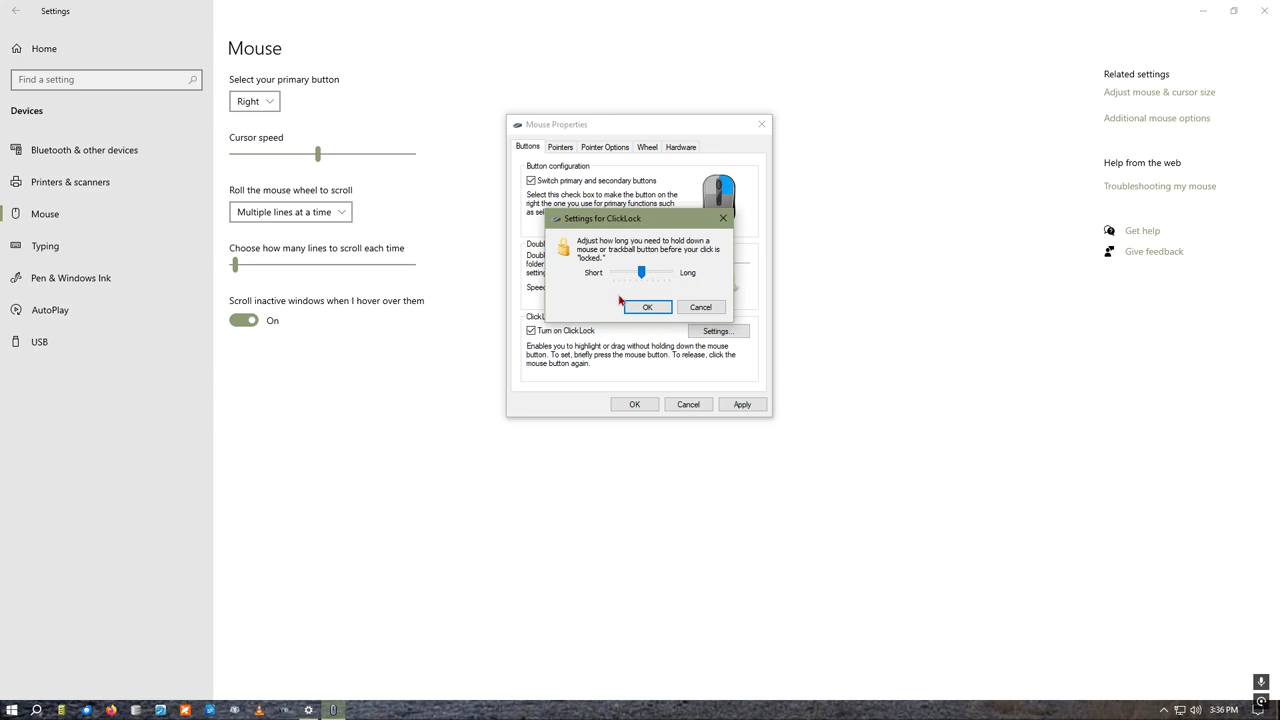 Settings
Home
Find a setting
Devices
Bluetooth & other devices
Printers & scanners
Mouse
Typing
Pen & Windows Ink
AutoPlay
USB
Mouse
Select your primary button
Right
Cursor speed
Roll the mouse wheel to scroll
Multiple lines at a time
Choose how many lines to scroll each time
Scroll inactive windows when I hover over them
On
Mouse Properties
Buttons Pointers Pointer Options Wheel Hardware
Button configuration
Switch primary and secondary buttons
Select this check box to make the button on the
right the one you use for primary functions such
as sel
Settings for ClickLock
Adjust how long you need to hold down a
mouse or trackball button before your click is
"locked."
Short Long
OK Cancel
Doubl
Doubl
folder
setting
Speed
ClickL
Turn on ClickLock
Settings...
Enables you to highlight or drag without holding down the mouse
button. To set, briefly press the mouse button. To release, click the
mouse button again.
OK Cancel Apply
Related settings
Adjust mouse & cursor size
Additional mouse options
Help from the web
Troubleshooting my mouse
Get help
Give feedback
3:36 PM